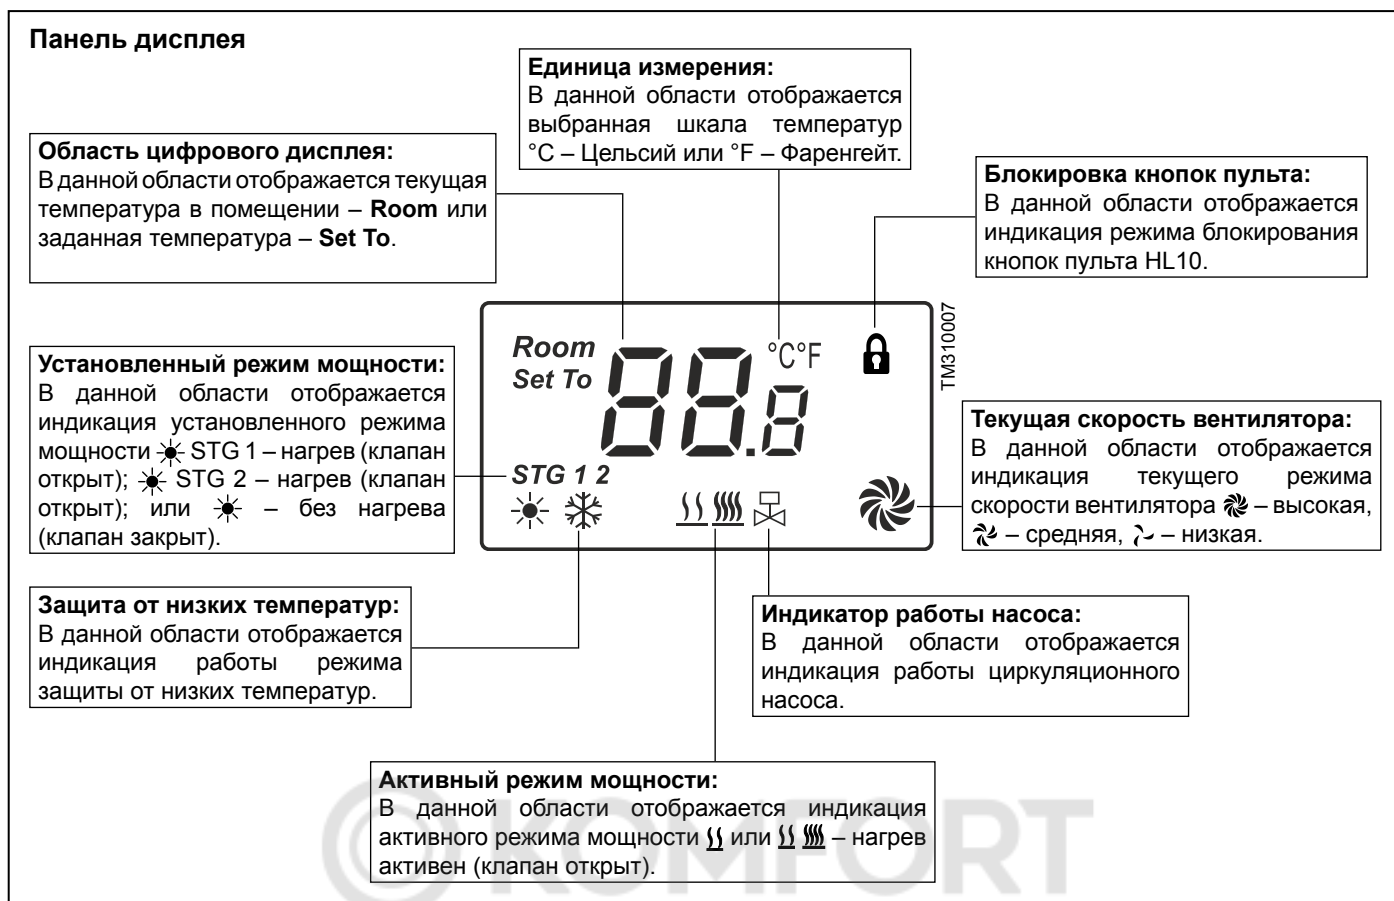 Панель дисплея
Единица измерения:
В данной области отображается
выбранная шкала температур
°C – Цельсий или °F – Фаренгейт.
Область цифрового дисплея:
В данной области отображается текущая
температура в помещении – Room или
заданная температура – Set To.
Блокировка кнопок пульта:
В данной области отображается
индикация режима блокирования
кнопок пульта HL10.
Room
Set To
88.8
°C°F
TM310007
STG 1 2
Установленный режим мощности:
В данной области отображается
индикация установленного режима
мощности STG 1 – нагрев (клапан
открыт); STG 2 – нагрев (клапан
открыт); или – без нагрева
(клапан закрыт).
Текущая скорость вентилятора:
В данной области отображается
индикация текущего режима
скорости вентилятора – высокая,
– средняя, – низкая.
Защита от низких температур:
В данной области отображается
индикация работы режима
защиты от низких температур.
Индикатор работы насоса:
В данной области отображается
индикация работы циркуляционного
насоса.
Активный режим мощности:
В данной области отображается индикация
активного режима мощности или – нагрев
активен (клапан открыт).
KOMFORT